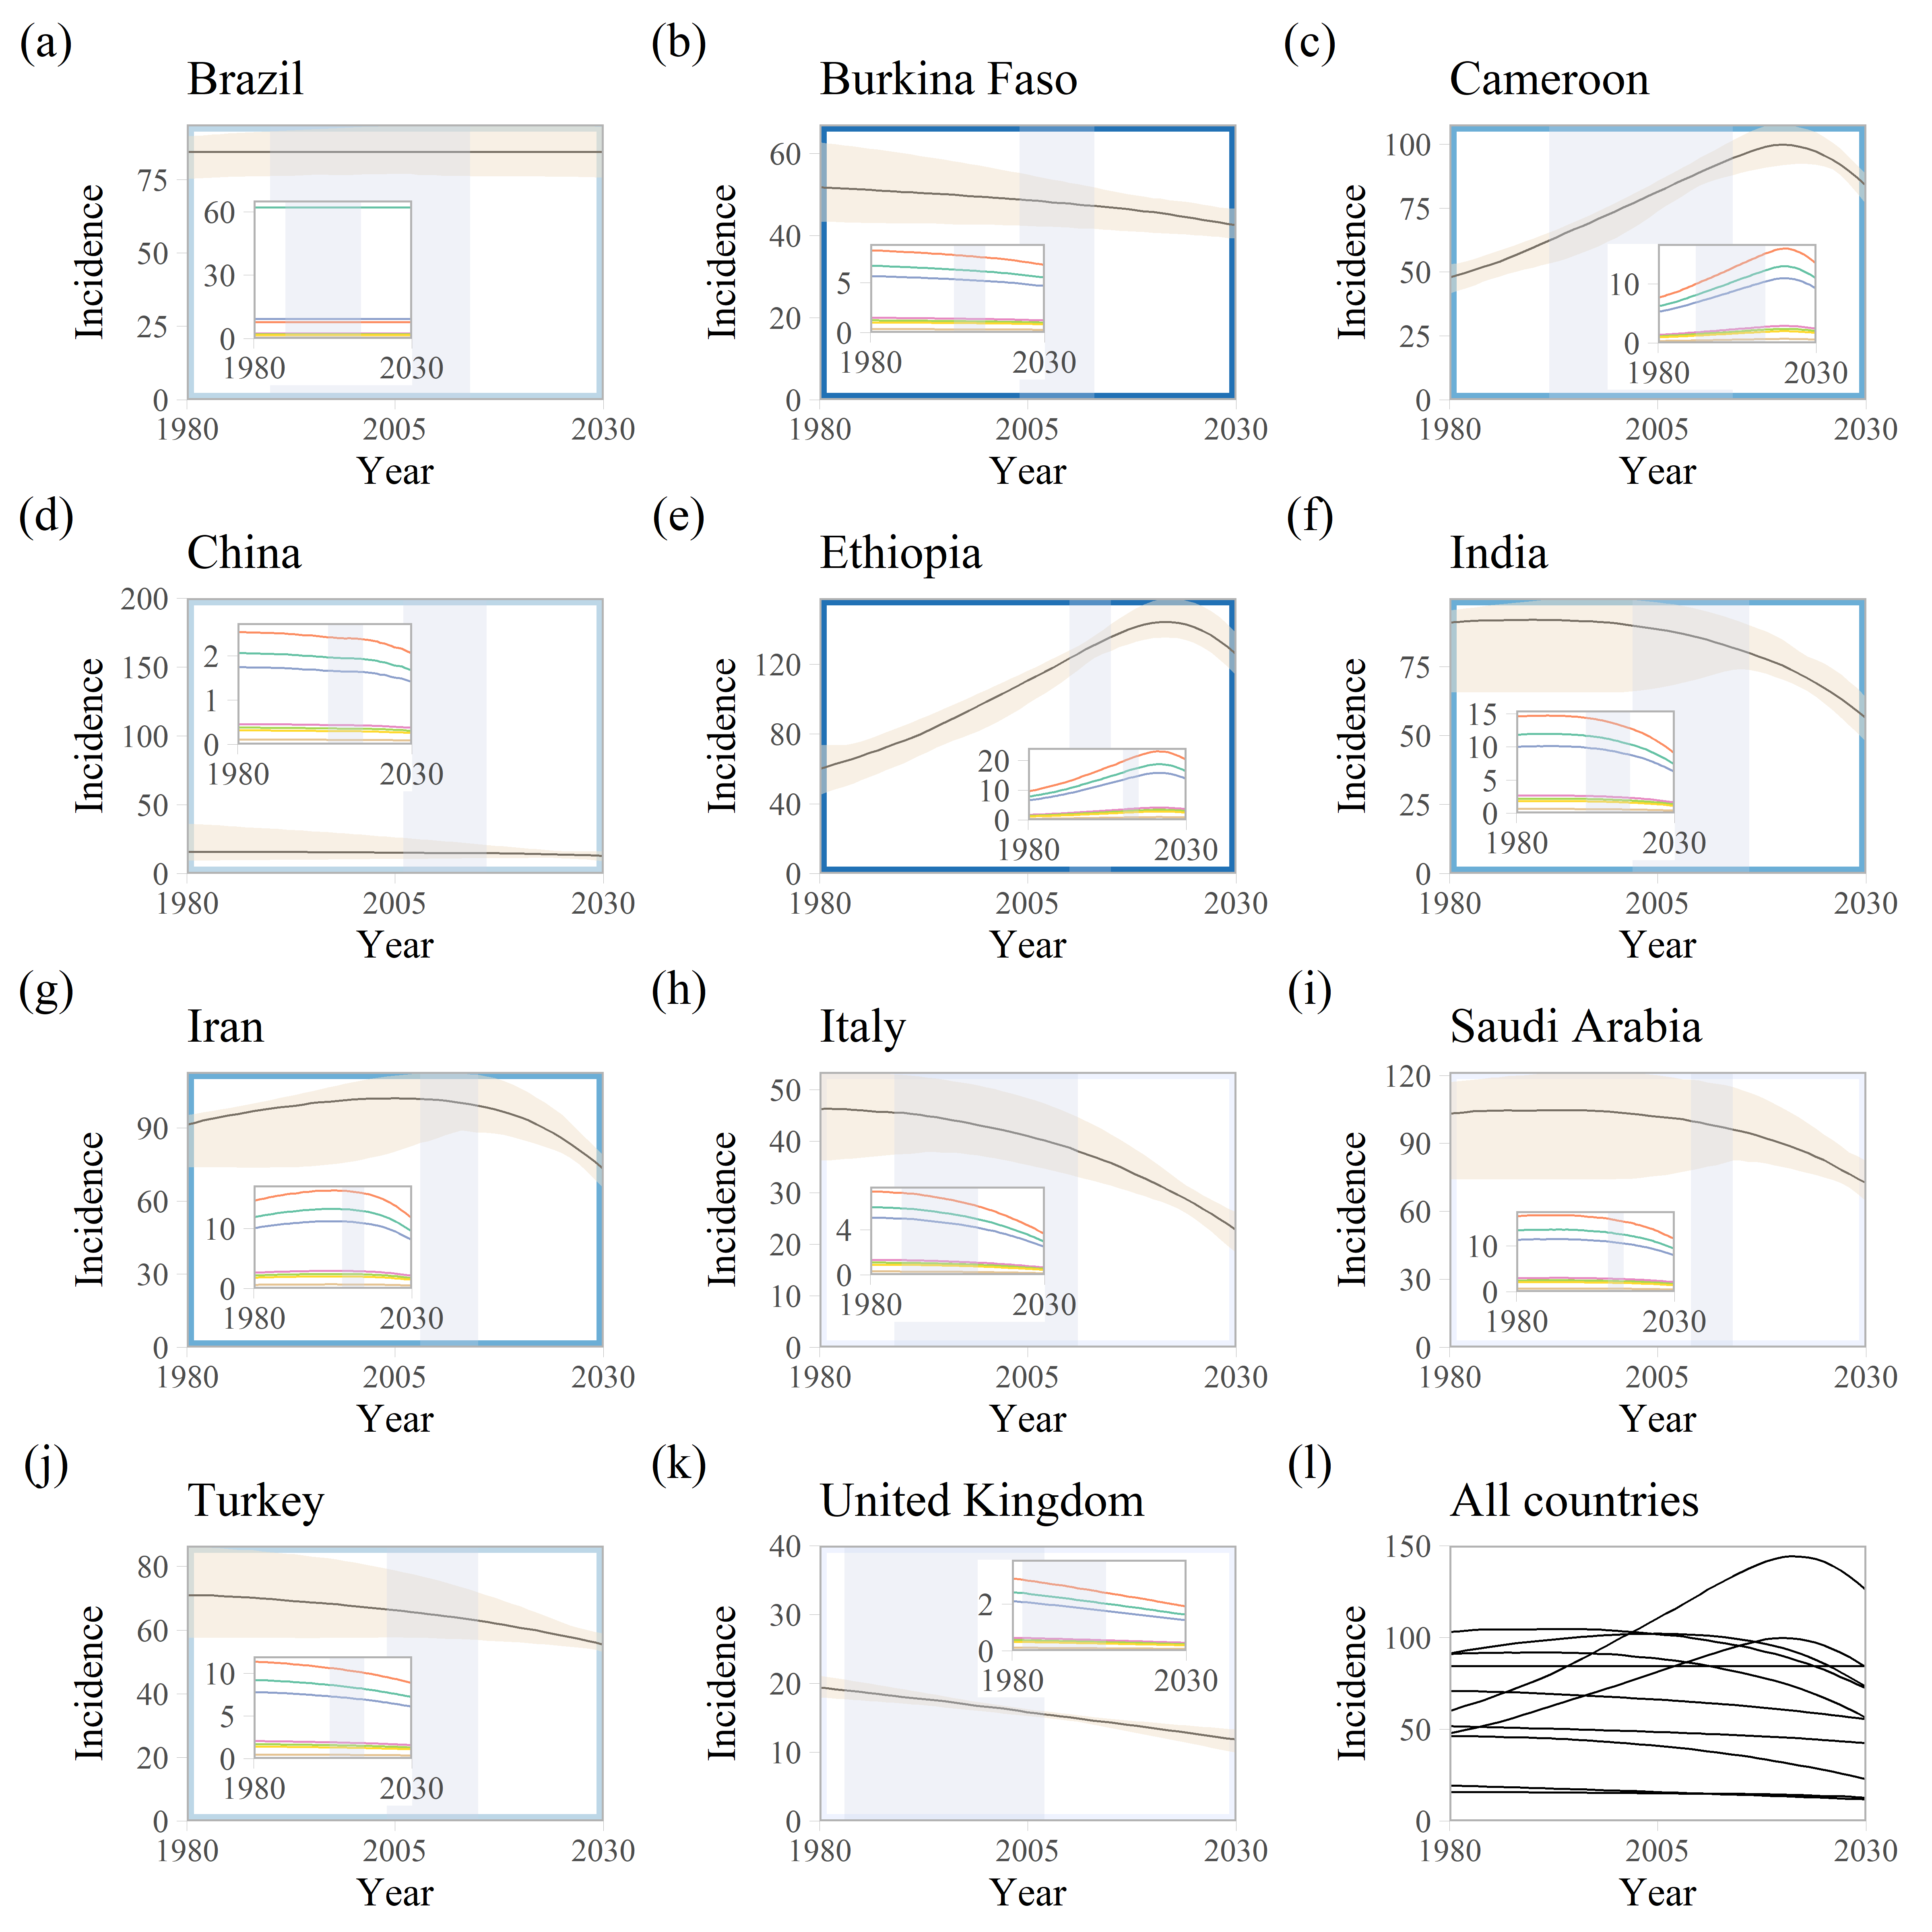 (a)
Brazil
Incidence
75
50
25
0
60
30
0
1980 2030
1980 2005 2030
Year
(b)
Burkina Faso
Incidence
60
40
20
0
5
0
1980 2030
1980 2005 2030
Year
(c)
Cameroon
Incidence
100
75
50
25
0
10
0
1980 2030
1980 2005 2030
Year
(d)
China
Incidence
200
150
100
50
0
2
1
0
1980 2030
1980 2005 2030
Year
(e)
Ethiopia
Incidence
120
80
40
0
20
10
0
1980 2030
1980 2005 2030
Year
(f)
India
Incidence
75
50
25
0
15
10
5
0
1980 2030
1980 2005 2030
Year
(g)
Iran
Incidence
90
60
30
0
10
0
1980 2030
1980 2005 2030
Year
(h)
Italy
Incidence
50
40
30
20
10
0
4
0
1980 2030
1980 2005 2030
Year
(i)
Saudi Arabia
Incidence
120
90
60
30
0
10
0
1980 2030
1980 2005 2030
Year
(j)
Turkey
Incidence
80
60
40
20
0
10
5
0
1980 2030
1980 2005 2030
Year
(k)
United Kingdom
Incidence
40
30
20
10
0
2
0
1980 2030
1980 2005 2030
Year
(l)
All countries
Incidence
150
100
50
0
1980 2005 2030
Year